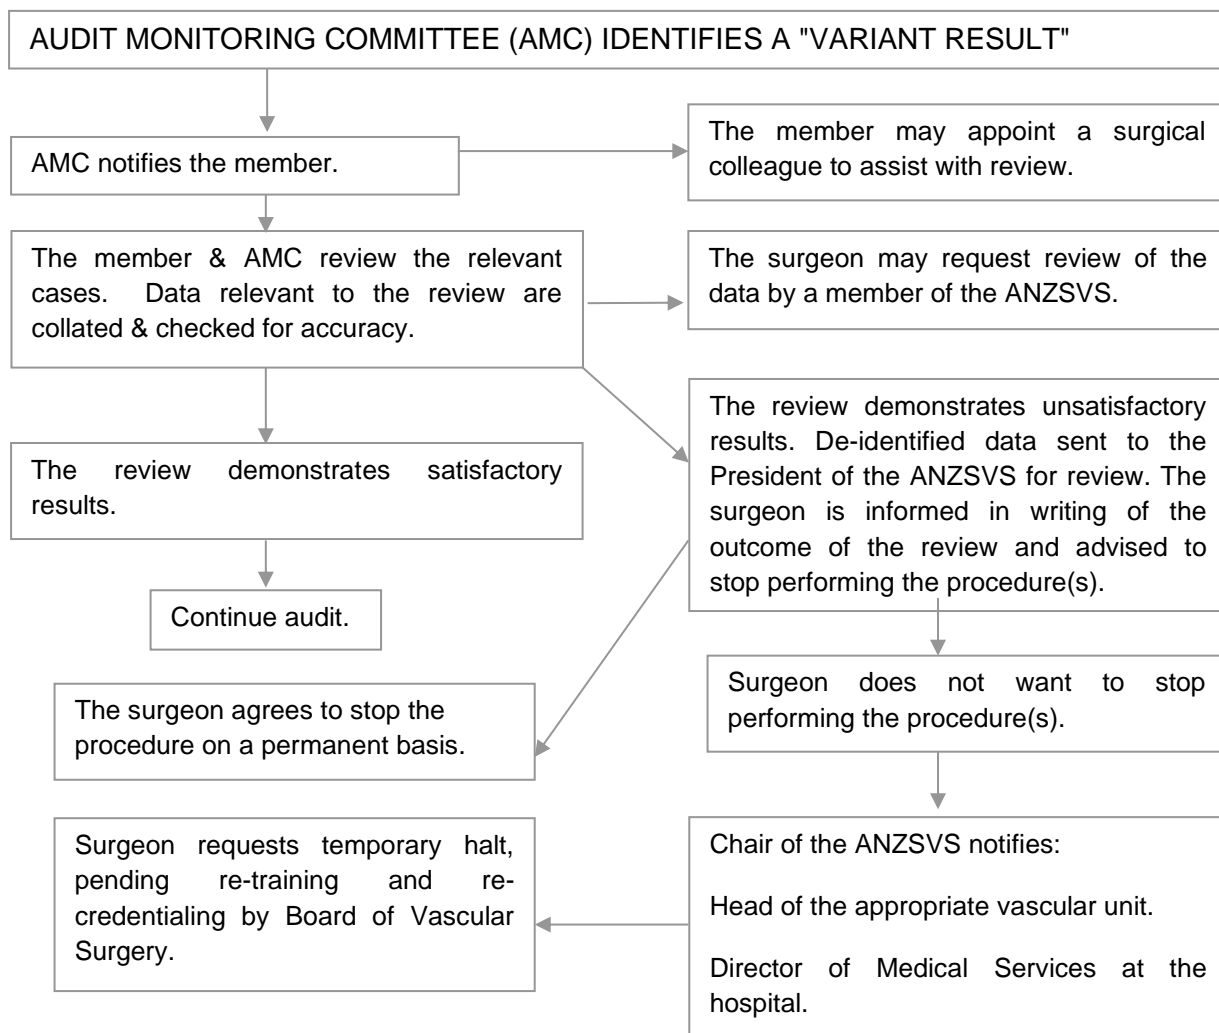 AUDIT MONITORING COMMITTEE (AMC) IDENTIFIES A "VARIANT RESULT"
AMC notifies the member.
The member may appoint a surgical
colleague to assist with review.
The member & AMC review the relevant
cases. Data relevant to the review are
collated & checked for accuracy.
The surgeon may request review of the
data by a member of the ANZSVS.
The review demonstrates satisfactory
results.
The review demonstrates unsatisfactory
results. De-identified data sent to the
President of the ANZSVS for review. The
surgeon is informed in writing of the
outcome of the review and advised to
stop performing the procedure(s).
Continue audit.
The surgeon agrees to stop the
procedure on a permanent basis.
Surgeon does not want to stop
performing the procedure(s).
Surgeon requests temporary halt,
pending re-training and re-
credentialing by Board of Vascular
Surgery.
Chair of the ANZSVS notifies:
Head of the appropriate vascular unit.
Director of Medical Services at the
hospital.